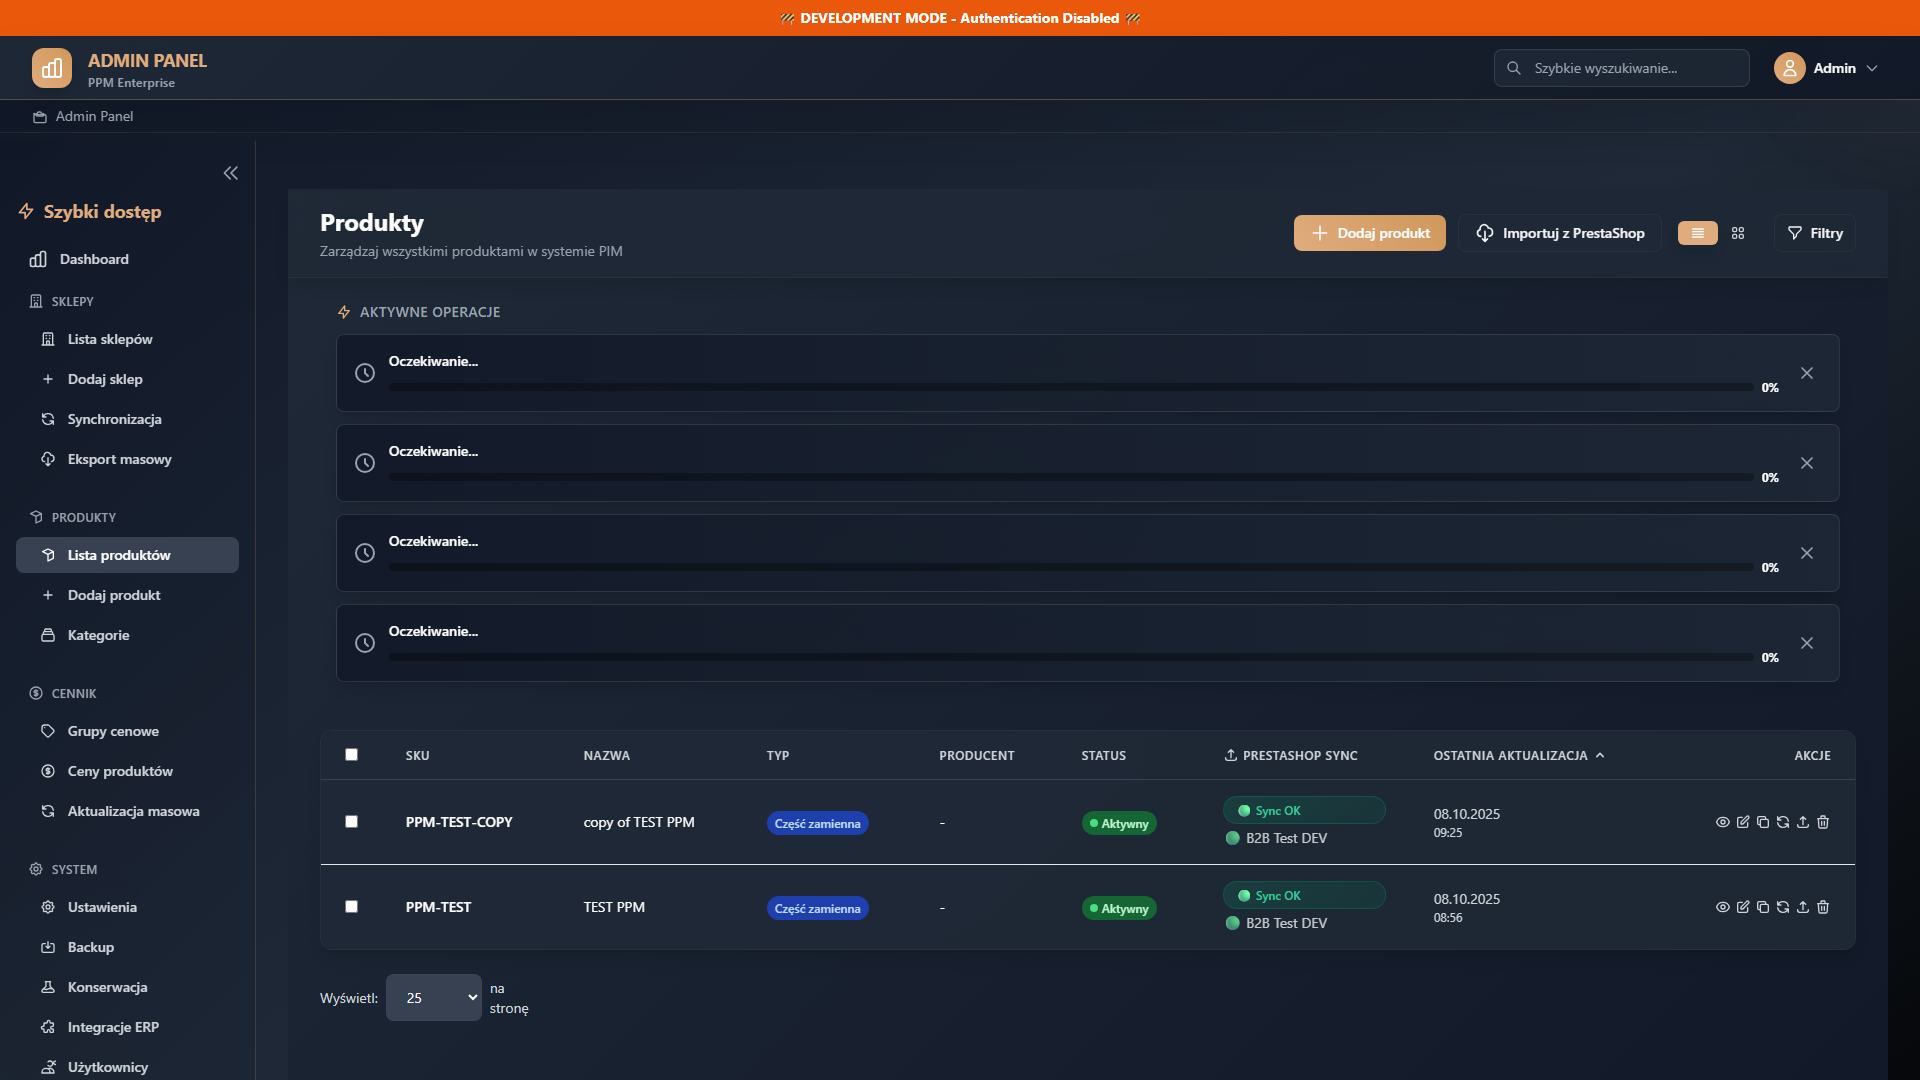 🚧 DEVELOPMENT MODE - Authentication Disabled 🚧
ADMIN PANEL
PPM Enterprise
Szybkie wyszukiwanie...
Admin
Admin Panel
Szybki dostęp
Dashboard
SKLEPY
Lista sklepów
Dodaj sklep
Synchronizacja
Eksport masowy
PRODUKTY
Lista produktów
Dodaj produkt
Kategorie
CENNIK
Grupy cenowe
Ceny produktów
Aktualizacja masowa
SYSTEM
Ustawienia
Backup
Konserwacja
Integracje ERP
Użytkownicy
Produkty
Zarządzaj wszystkimi produktami w systemie PIM
Dodaj produkt
Importuj z PrestaShop
Filtry
AKTYWNE OPERACJE
Oczekiwanie...
0%
Oczekiwanie...
0%
Oczekiwanie...
0%
Oczekiwanie...
0%
SKU NAZWA TYP PRODUCENT STATUS PRESTASHOP SYNC OSTATNIA AKTUALIZACJA AKCJE
PPM-TEST-COPY copy of TEST PPM Część zamienna - Aktywny Sync OK 08.10.2025
B2B Test DEV 09:25
PPM-TEST TEST PPM Część zamienna - Aktywny Sync OK 08.10.2025
B2B Test DEV 08:56
Wyświetl: 25 na
stronę